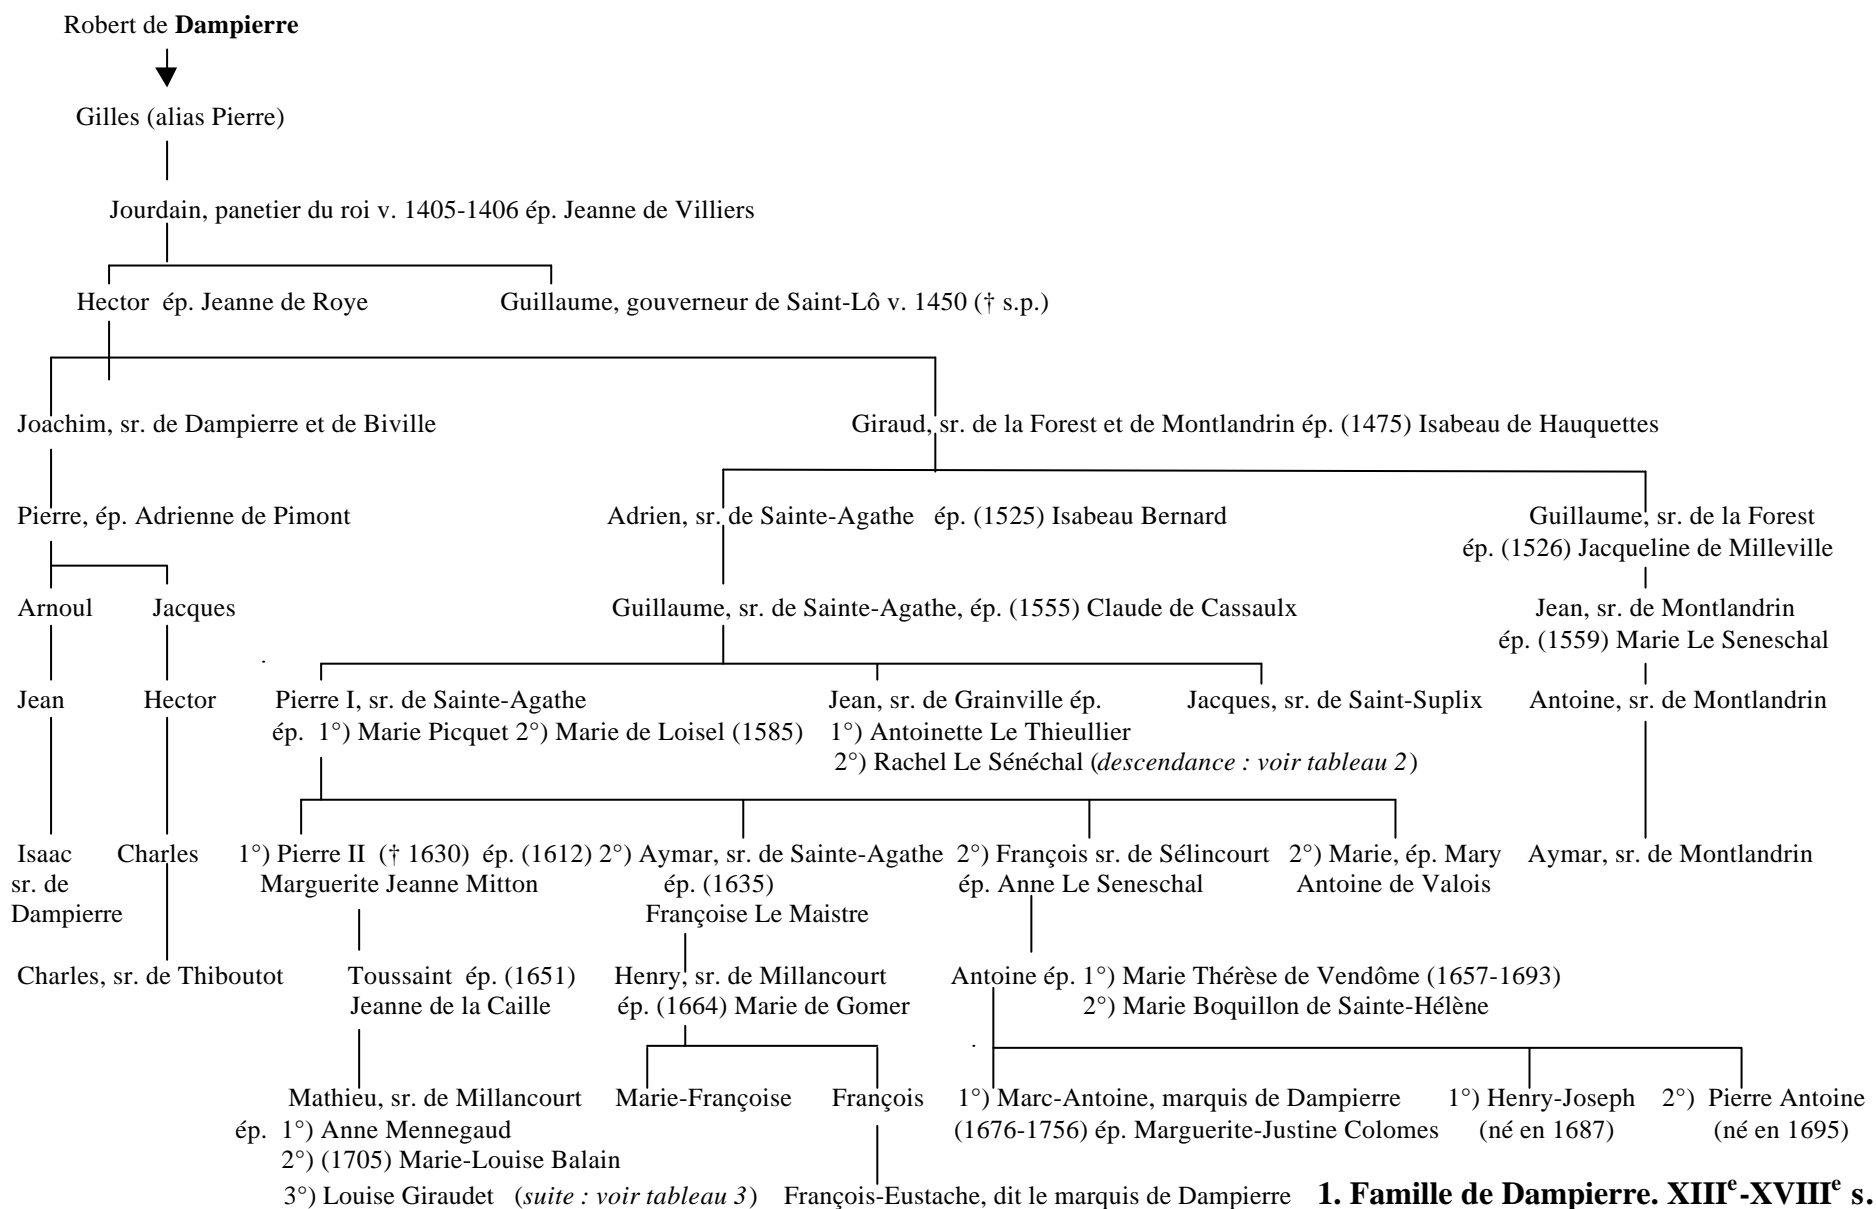 Robert de Dampierre
Gilles (alias Pierre)
Jourdain, panetier du roi v. 1405-1406 ép. Jeanne de Villiers
Hector ép. Jeanne de Roye
Guillaume, gouverneur de Saint-Lô v. 1450 († s.p.)
Joachim, sr. de Dampierre et de Biville
Giraud, sr. de la Forest et de Montlandrin ép. (1475) Isabeau de Hauquettes
Pierre, ép. Adrienne de Pimont
Adrien, sr. de Sainte-Agathe ép. (1525) Isabeau Bernard
Guillaume, sr. de la Forest
ép. (1526) Jacqueline de Milleville
Arnoul
Jacques
Guillaume, sr. de Sainte-Agathe, ép. (1555) Claude de Cassaulx
Jean, sr. de Montlandrin
ép. (1559) Marie Le Seneschal
Jean
Hector
Pierre I, sr. de Sainte-Agathe
ép. 1°) Marie Picquet 2°) Marie de Loisel (1585)
Jean, sr. de Grainville ép.
1°) Antoinette Le Thieullier
2°) Rachel Le Sénéchal (descendance : voir tableau 2)
Jacques, sr. de Saint-Suplix
Antoine, sr. de Montlandrin
Isaac
sr. de
Dampierre
Charles
1°) Pierre II († 1630) ép. (1612)
Marguerite Jeanne Mitton
2°) Aymar, sr. de Sainte-Agathe
ép. (1635)
Françoise Le Maistre
2°) François sr. de Sélincourt
ép. Anne Le Seneschal
2°) Marie, ép. Mary
Antoine de Valois
Aymar, sr. de Montlandrin
Charles, sr. de Thiboutot
Toussaint ép. (1651)
Jeanne de la Caille
Henry, sr. de Millancourt
ép. (1664) Marie de Gomer
Antoine ép. 1°) Marie Thérèse de Vendôme (1657-1693)
2°) Marie Boquillon de Sainte-Hélène
Mathieu, sr. de Millancourt
ép. 1°) Anne Mennegaud
2°) (1705) Marie-Louise Balain
3°) Louise Giraudet (suite : voir tableau 3)
Marie-Françoise
François
1°) Marc-Antoine, marquis de Dampierre
(1676-1756) ép. Marguerite-Justine Colomes
1°) Henry-Joseph
(né en 1687)
2°) Pierre Antoine
(né en 1695)
François-Eustache, dit le marquis de Dampierre
1. Famille de Dampierre. XIIIe-XVIIIe s.